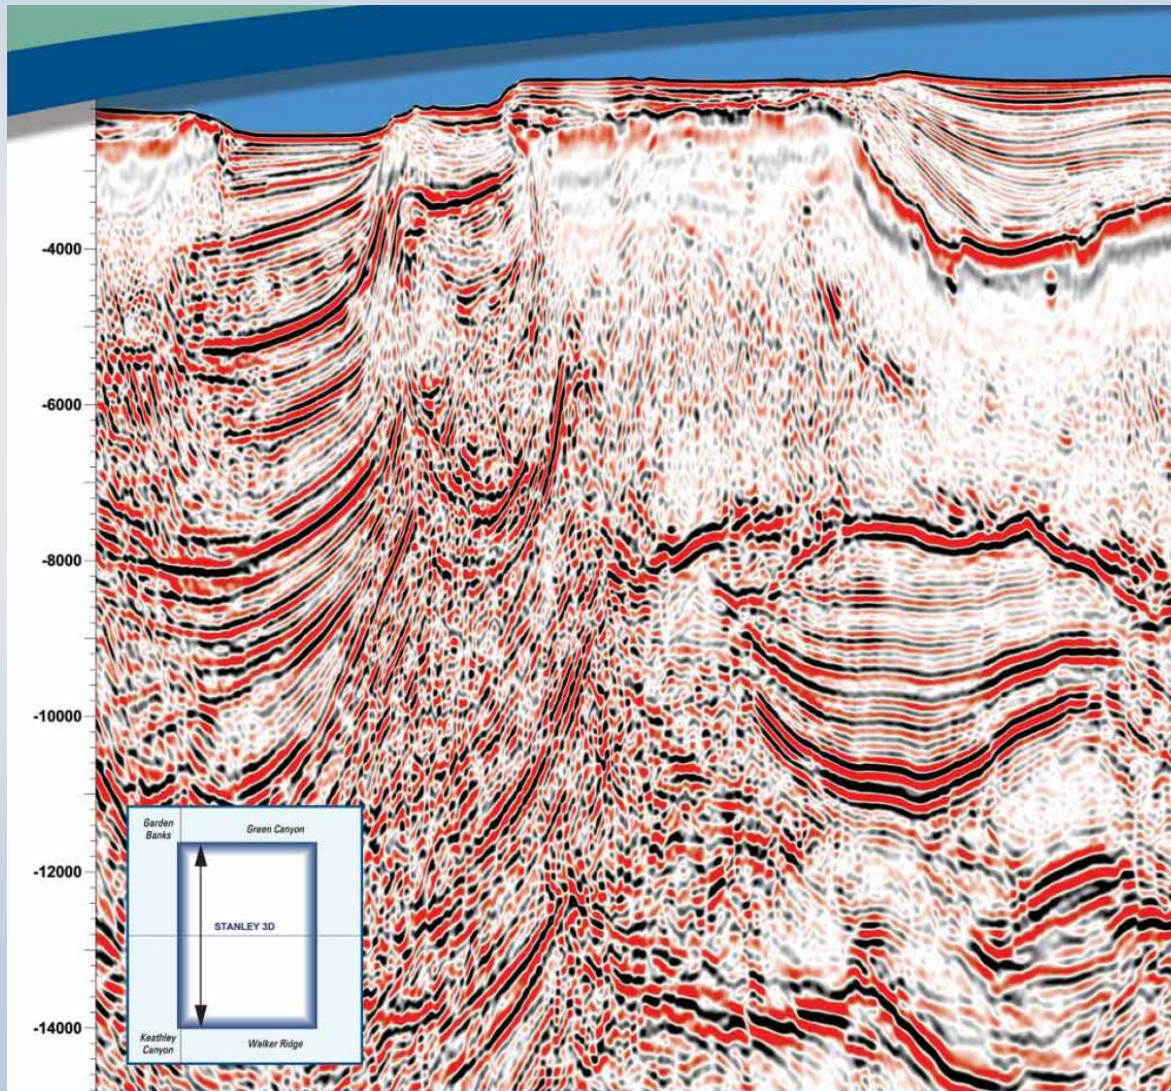 -4000
-6000
-8000
-10000
-12000
-14000
Garden
Banks
Green Canyon
STANLEY 3D
Keathley
Canyon
Walker Ridge